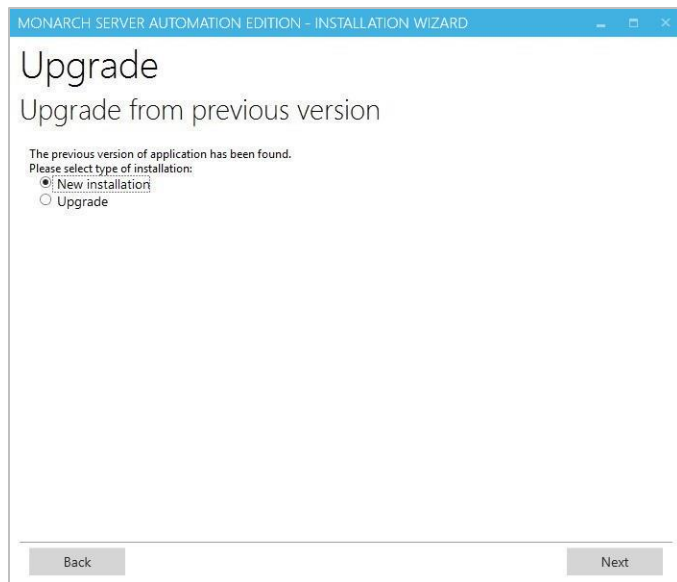 MONARCH SERVER AUTOMATION EDITION - INSTALLATION WIZARD
Upgrade
Upgrade from previous version
The previous version of application has been found.
Please select type of installation:
New installation
Upgrade
Back
Next